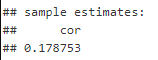 ## sample estimates:
##      cor
## 0.178753